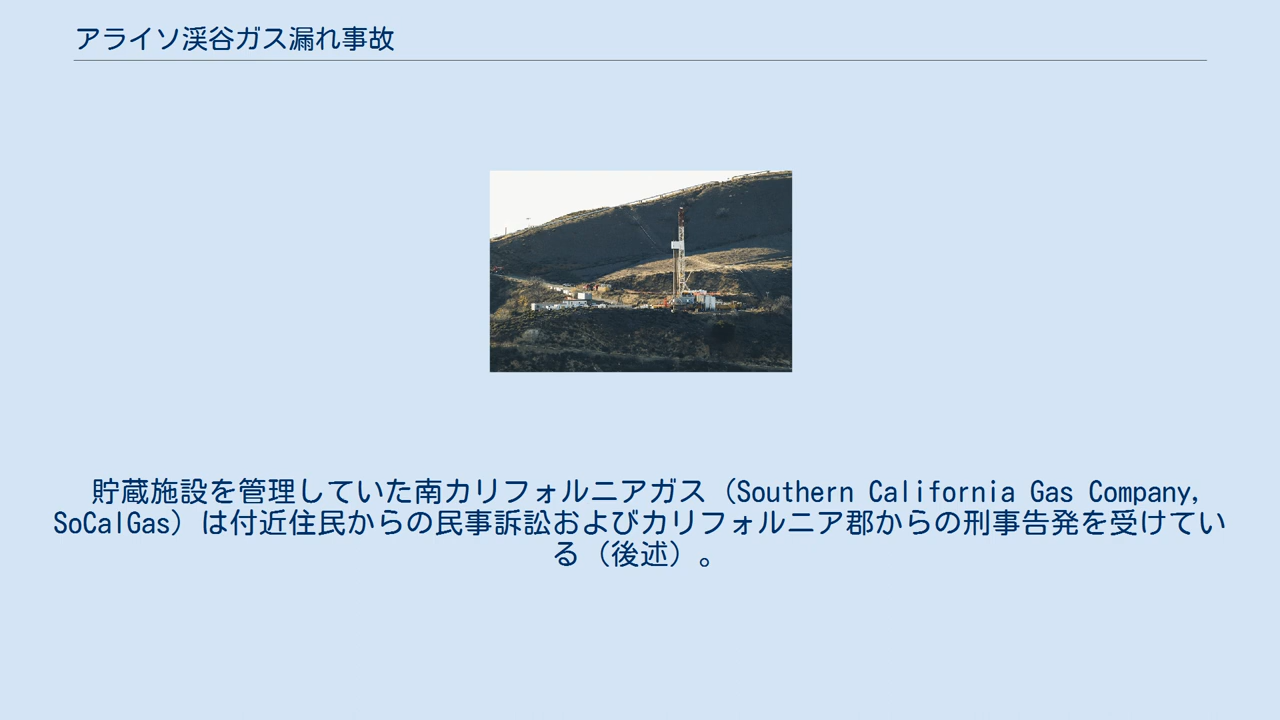 アライソ渓谷ガス漏れ事故
貯蔵施設を管理していた南カリフォルニアガス（Southern California Gas Company,
SoCalGas）は付近住民からの民事訴訟およびカリフォルニア郡からの刑事告発を受けてい
る（後述）。